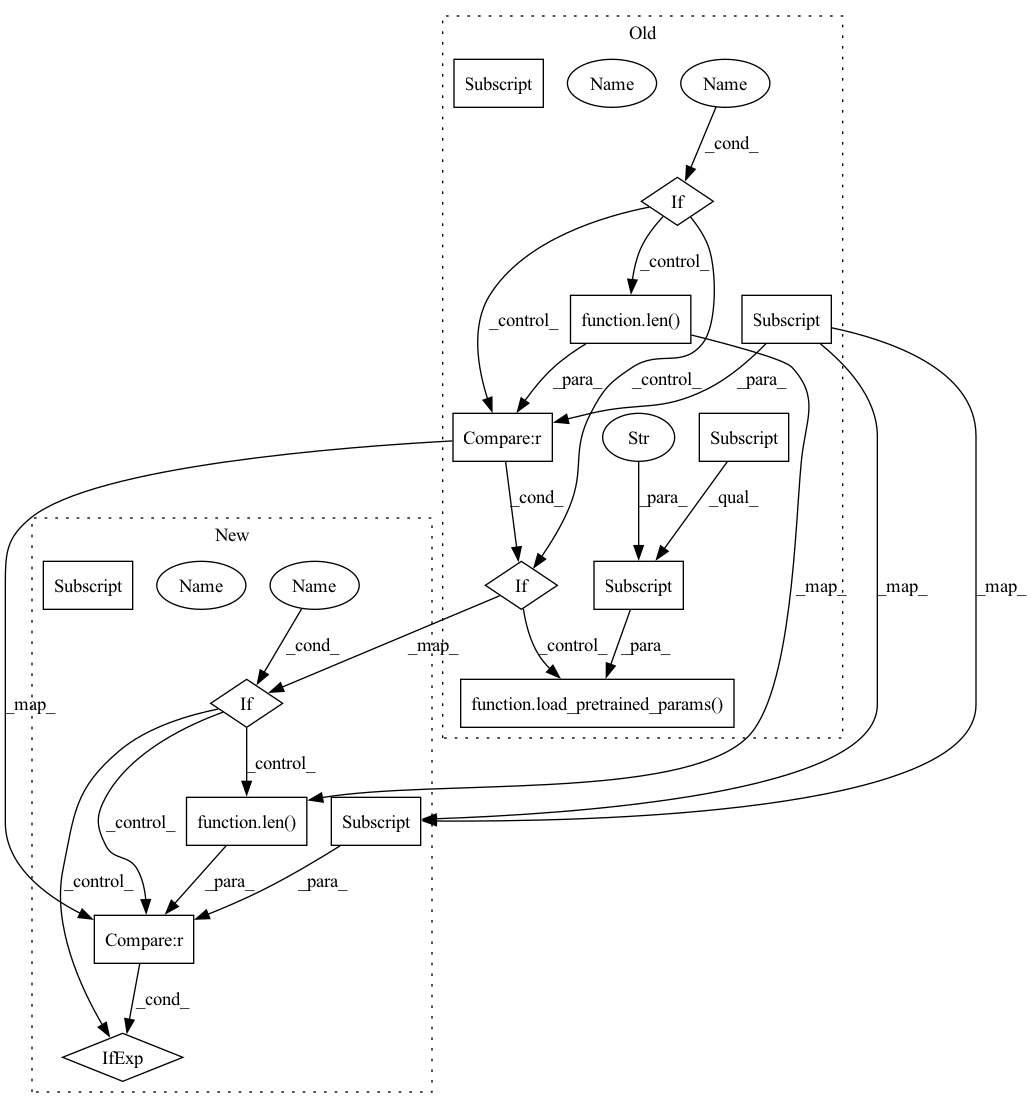 Old
Subscript
Name
Name
_cond_
If
_control_
_control_
function.len()
Subscript
_para_
_control_
_para_
Compare:r
Str
Subscript
_cond_
_para_
_qual_
New
Subscript
Name
Name
If
Subscript
_map_
_map_
_map_
_cond_
_map_
_control_
_para_
If
function.load_pretrained_params()
_map_
_control_
function.len()
Subscript
_control_
_control_
_para_
_para_
Compare:r
_cond_
IfExp